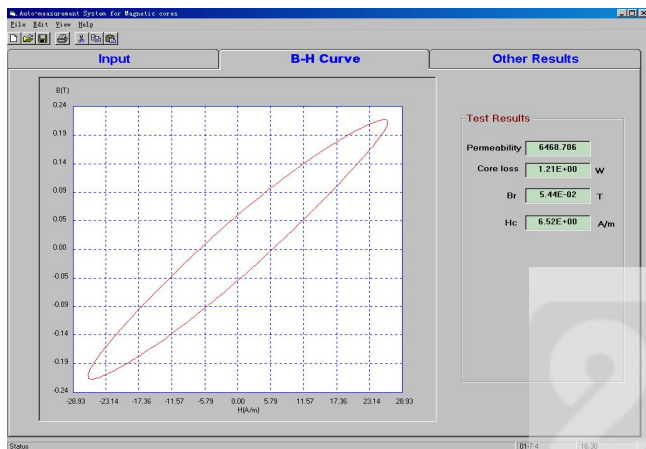 Auto-measurement System for Magnetic cores
File Edit View Help
Input
B-H Curve
Other Results
B(T)
0.24
0.19
0.14
0.09
0.05
0.00
-0.05
-0.09
-0.14
-0.19
-0.24
-28.93 -23.14 -17.36 -11.57 -5.79 0.00 5.79 11.57 17.36 23.14 28.93
H(A/m)
Test Results
Permeability 6468.706
Core loss 1.21E+00 W
Br 5.44E-02 T
Hc 6.52E+00 A/m
Status 01-7-4 16:30